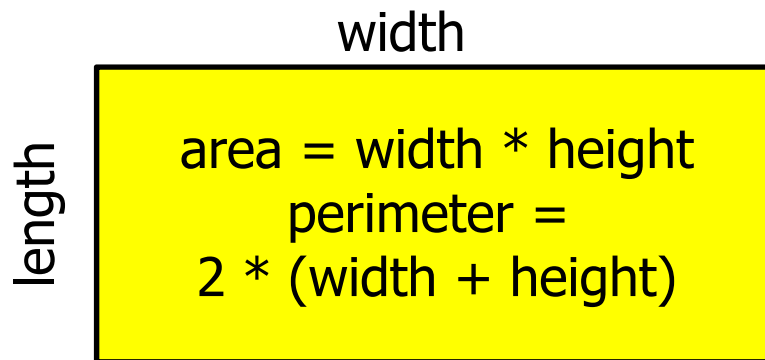 width
length
area = width * height
perimeter =
2 * (width + height)